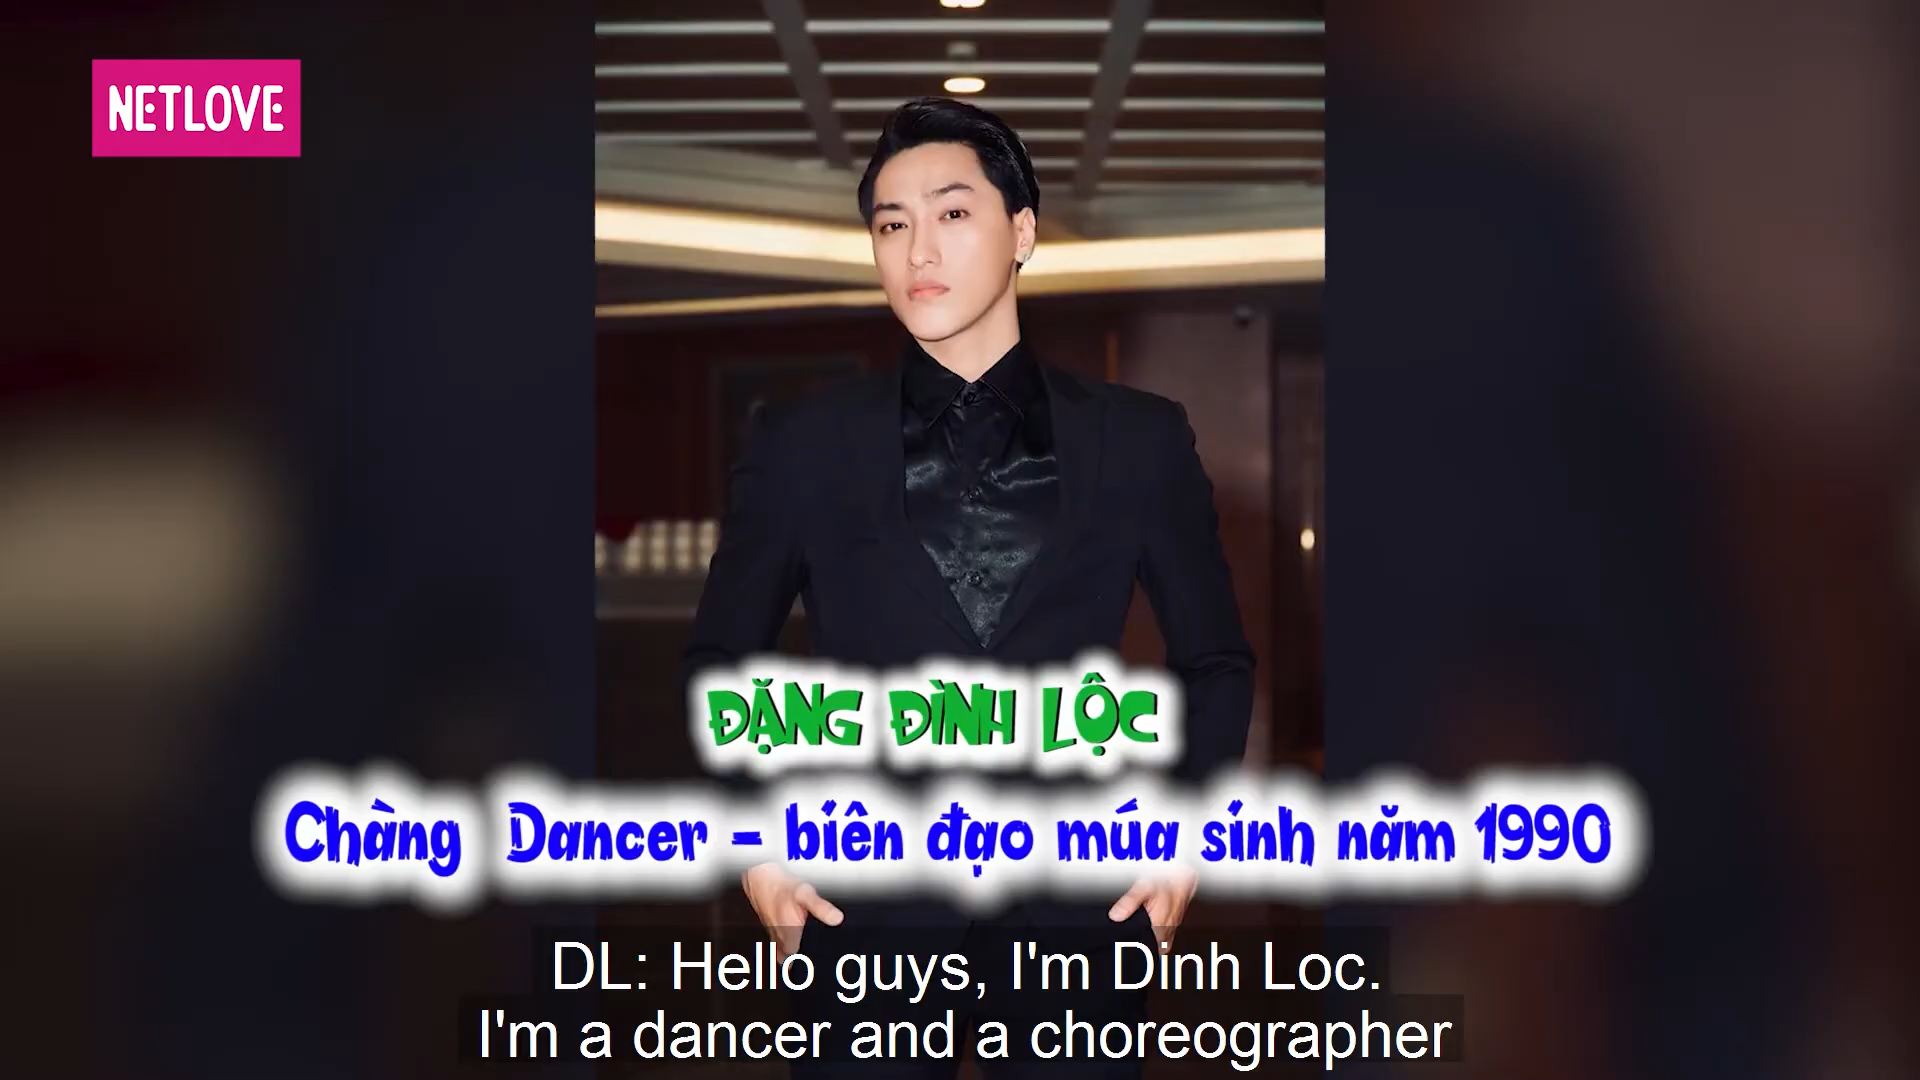 NETLOVE
ĐẶNG ĐÌNH LỘC
Chàng Dancer - biên đạo múa sinh năm 1990
DL: Hello guys, I'm Dinh Loc.
I'm a dancer and a choreographer